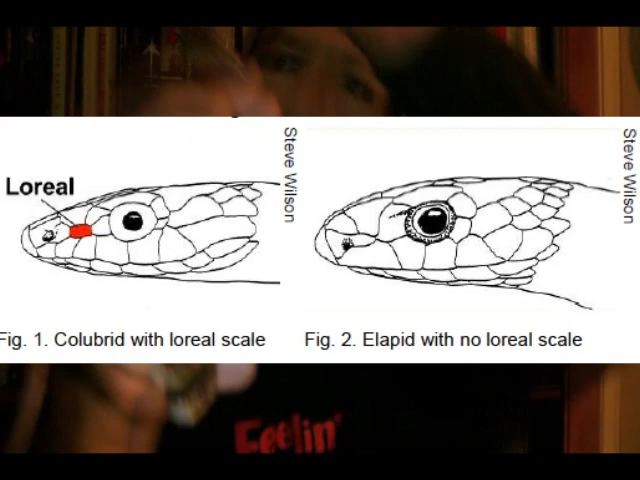 Loreal
Steve Wilson
Steve Wilson
Fig. 1. Colubrid with loreal scale
Fig. 2. Elapid with no loreal scale
Feelin'